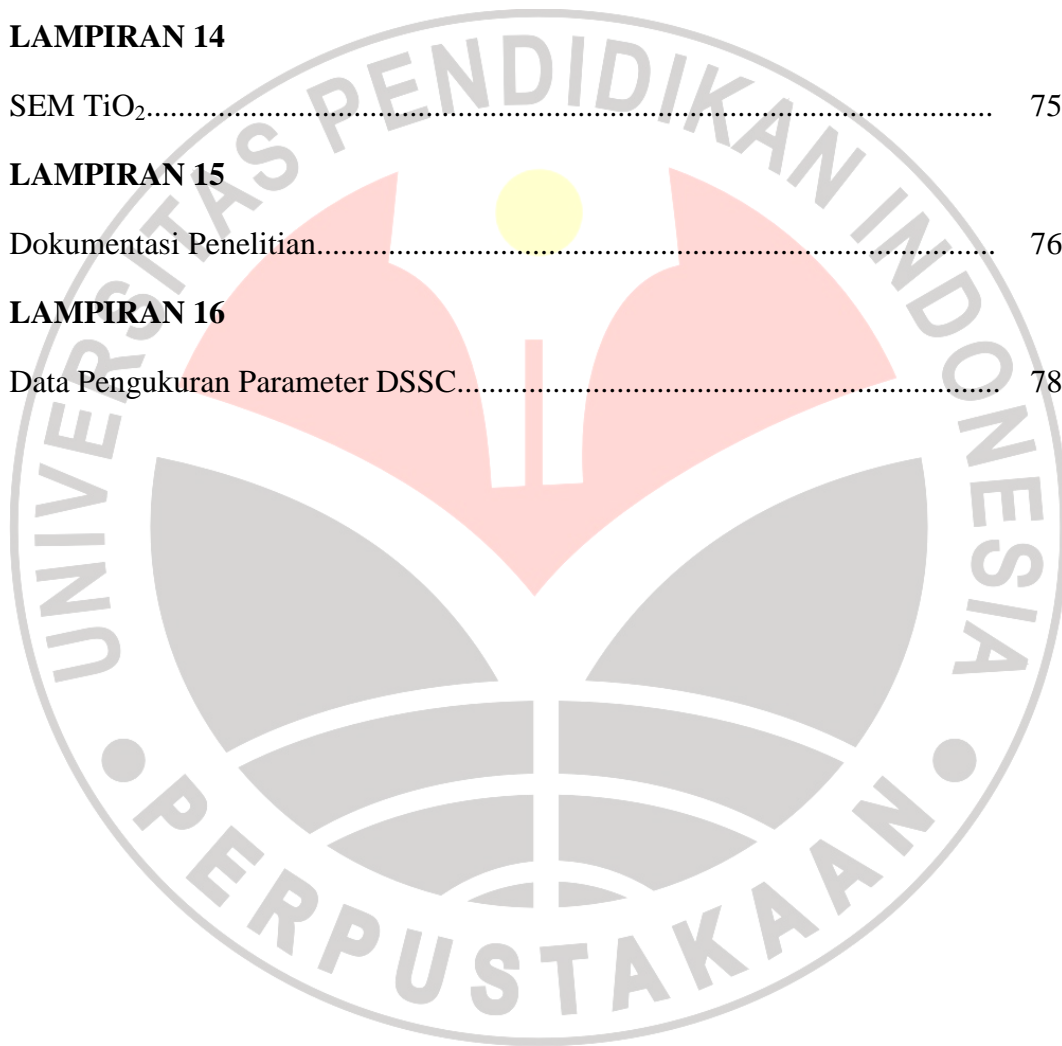 LAMPIRAN 14
SEM TiO₂.......................................................................................................... 75
LAMPIRAN 15
Dokumentasi Penelitian..................................................................................... 76
LAMPIRAN 16
Data Pengukuran Parameter DSSC.................................................................... 78
UNIVERSITAS PENDIDIKAN INDONESIA
PERPUSTAKAAN